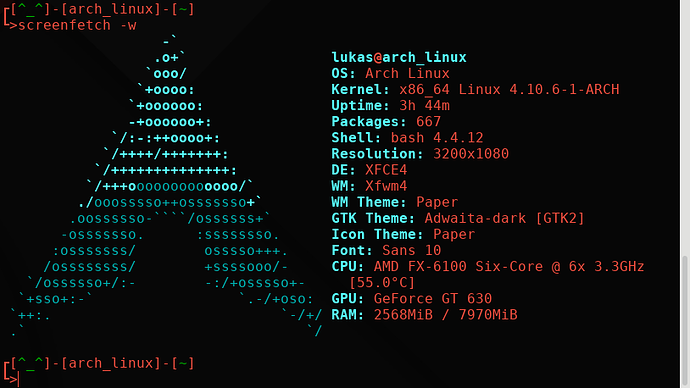 ┌[^_^]-[arch_linux]-[~]
└>screenfetch -w
                   -`
                  .o+`                 lukas@arch_linux
                 `ooo/                 OS: Arch Linux
                `+oooo:                Kernel: x86_64 Linux 4.10.6-1-ARCH
               `+oooooo:               Uptime: 3h 44m
               -+oooooo+:              Packages: 667
             `/:-:++oooo+:             Shell: bash 4.4.12
            `/++++/+++++++:            Resolution: 3200x1080
           `/++++++++++++++:           DE: XFCE4
          `/+++ooooooooooooo/`         WM: Xfwm4
         ./ooosssso++osssssso+`        WM Theme: Paper
        .oossssso-````/ossssss+`       GTK Theme: Adwaita-dark [GTK2]
       -osssssso.      :ssssssso.      Icon Theme: Paper
      :osssssss/        osssso+++.     Font: Sans 10
     /ossssssss/        +ssssooo/-     CPU: AMD FX-6100 Six-Core @ 6x 3.3GHz
   `/ossssso+/:-        -:/+osssso+-     [55.0°C]
  `+sso+:-`                 `.-/+oso:  GPU: GeForce GT 630
 `++:.                           `-/+/ RAM: 2568MiB / 7970MiB
 .`                                 `/
┌[^_^]-[arch_linux]-[~]
└>